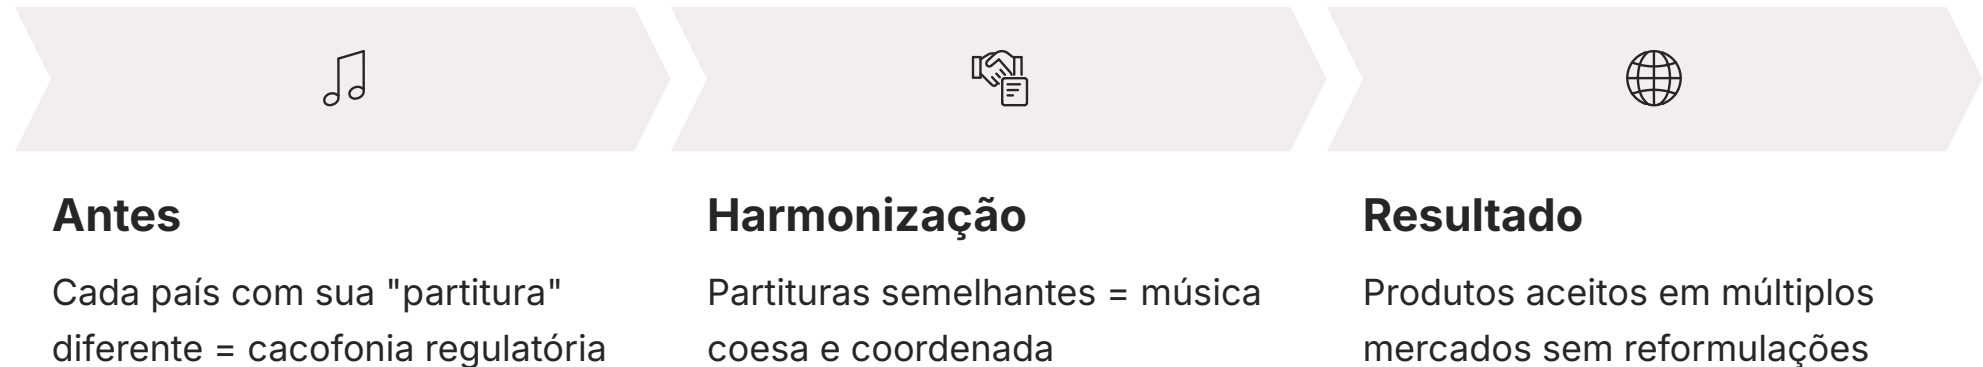 Antes
Cada país com sua "partitura"
diferente = cacofonia regulatória
Harmonização
Partituras semelhantes = música
coesa e coordenada
Resultado
Produtos aceitos em múltiplos
mercados sem reformulações